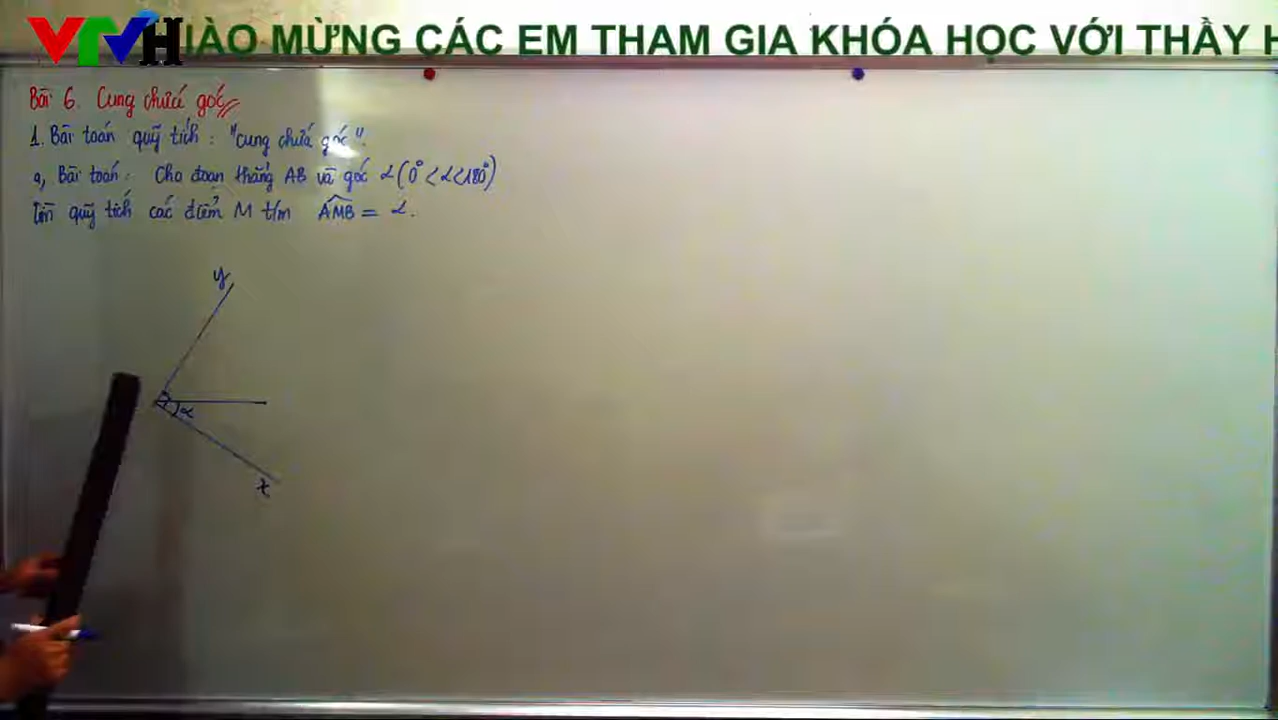 VTVH
HÀO MỪNG CÁC EM THAM GIA KHÓA HỌC VỚI THẦY H
Bài 6. Cung chứa góc
1. Bài toán quỹ tích: "cung chứa góc".
a, Bài toán: Cho đoạn thẳng AB và góc α (0° < α < 180°)
Tìm quỹ tích các điểm M t/m AMB = α.
y
α
x